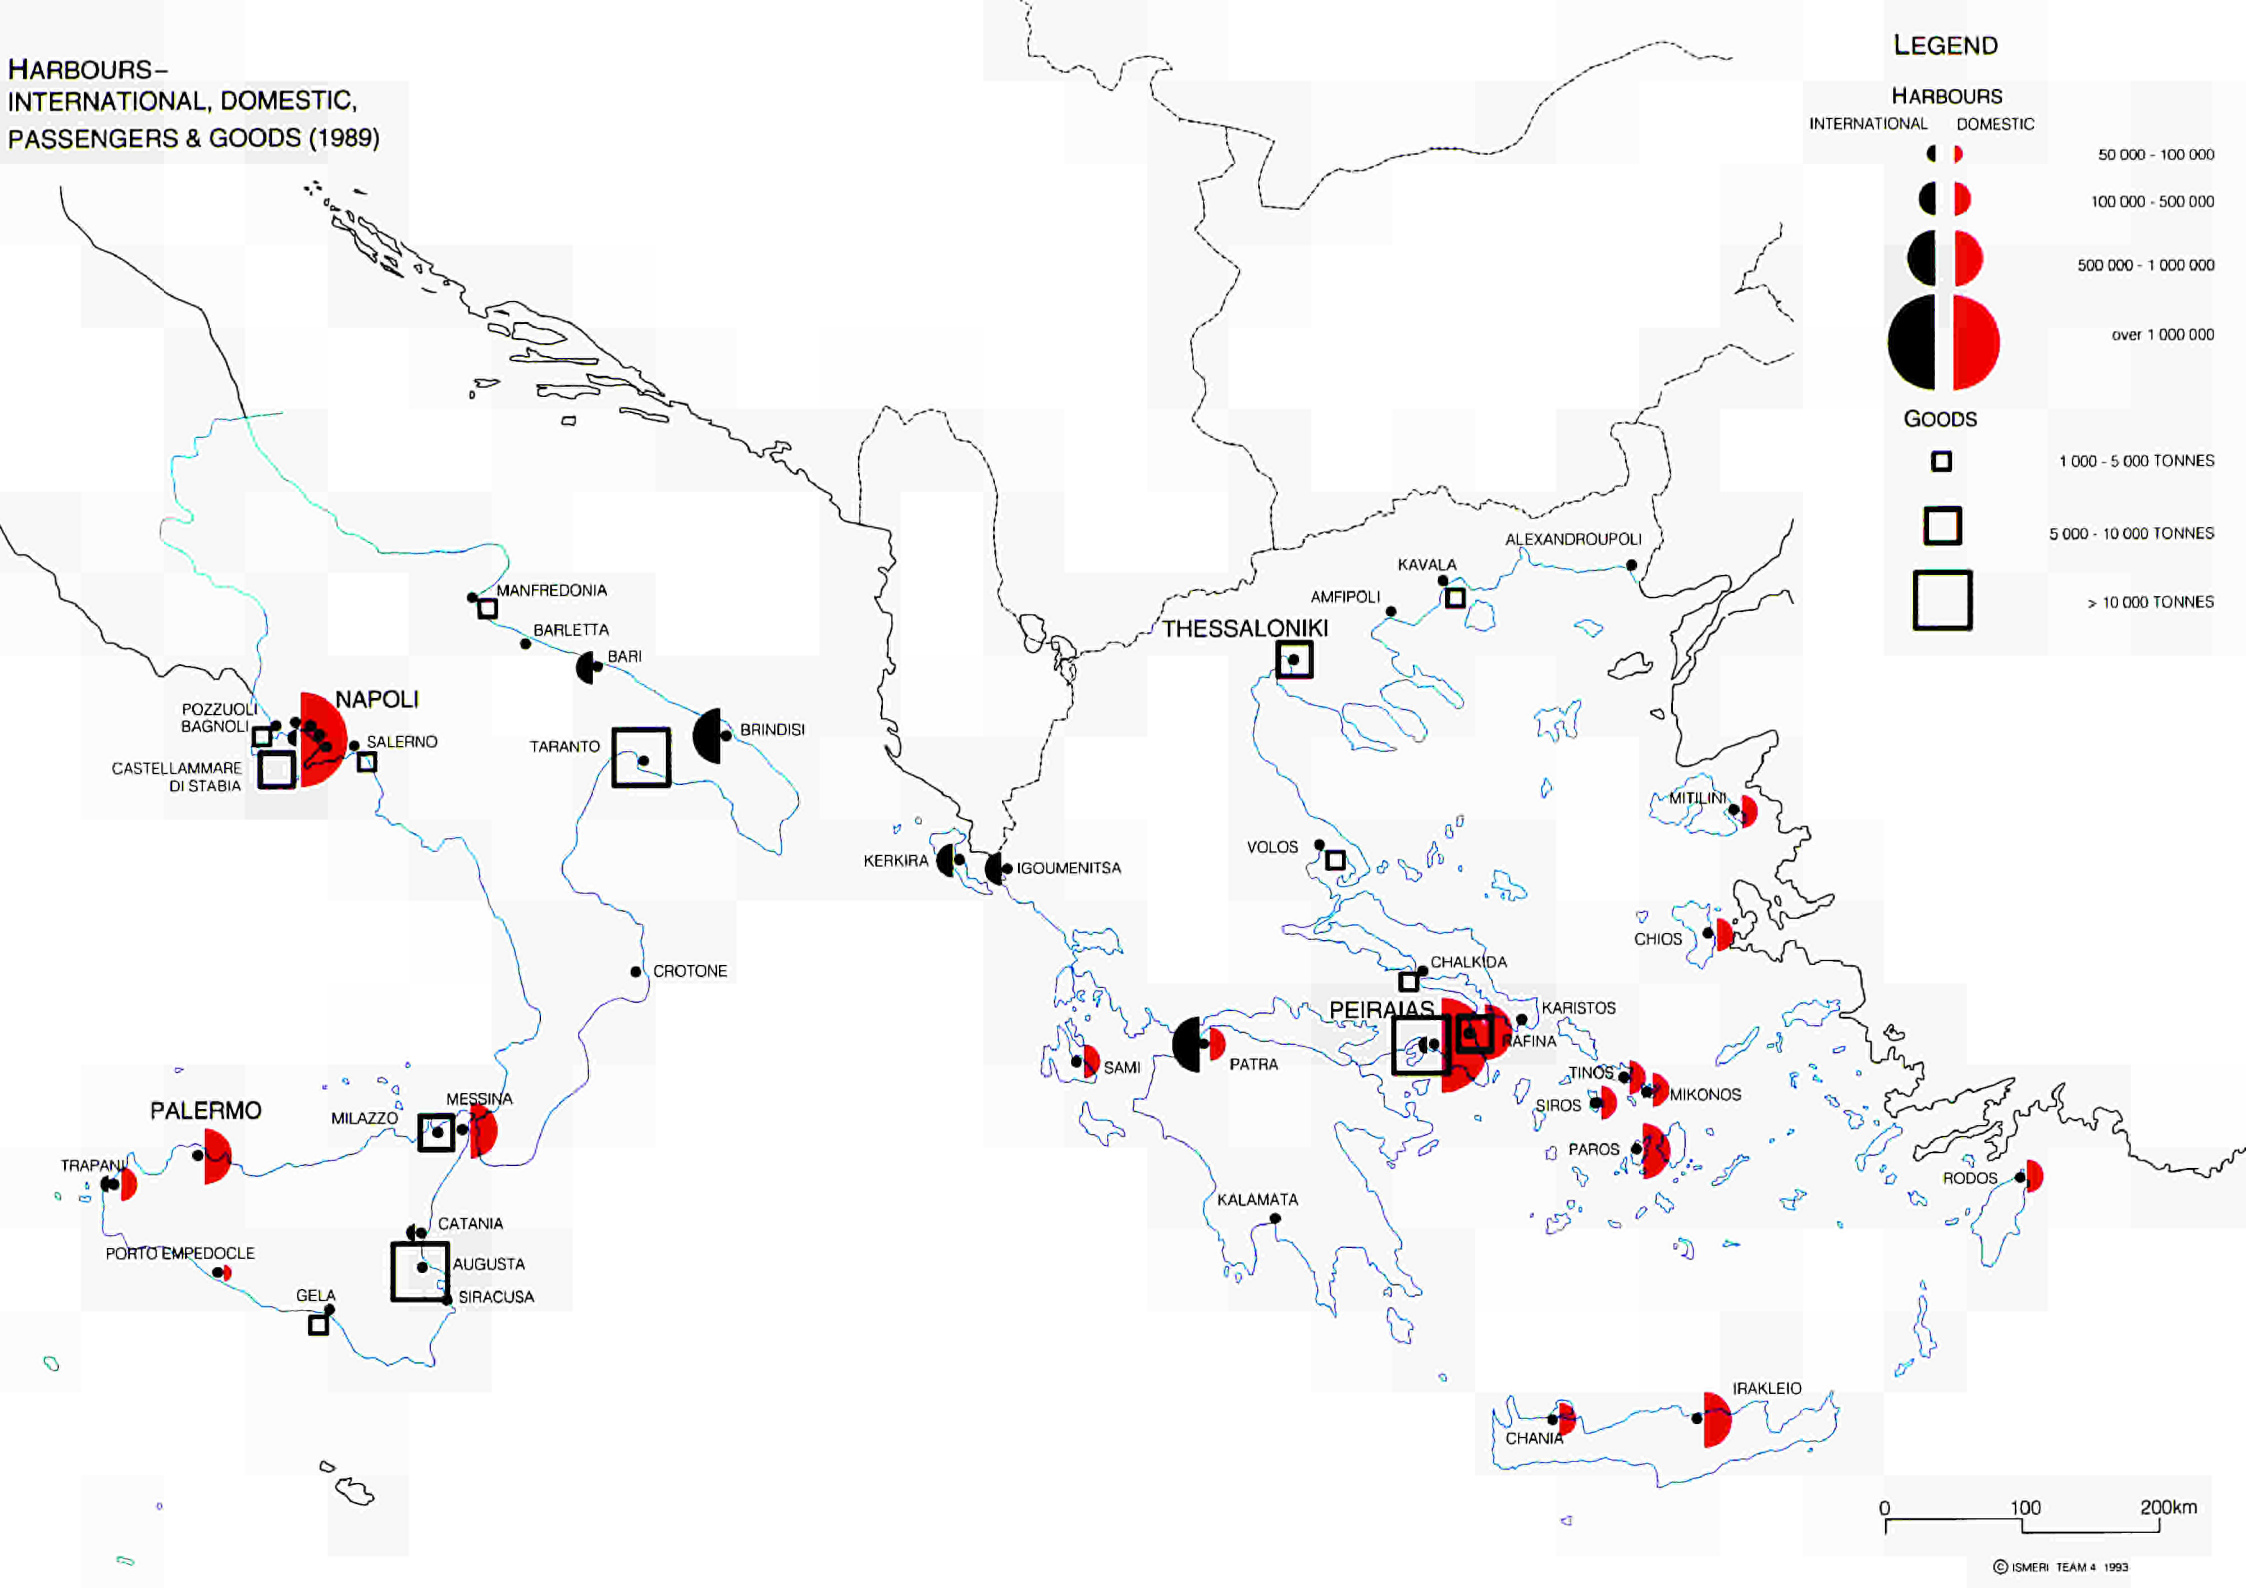 HARBOURS–
INTERNATIONAL, DOMESTIC,
PASSENGERS & GOODS (1989)
LEGEND
HARBOURS
INTERNATIONAL DOMESTIC
50 000 - 100 000
100 000 - 500 000
500 000 - 1 000 000
over 1 000 000
GOODS
1 000 - 5 000 TONNES
5 000 - 10 000 TONNES
> 10 000 TONNES
MANFREDONIA
BARLETTA
BARI
BRINDISI
TARANTO
NAPOLI
POZZUOLI
BAGNOLI
SALERNO
CASTELLAMMARE
DI STABIA
CROTONE
MESSINA
MILAZZO
PALERMO
TRAPANI
CATANIA
AUGUSTA
SIRACUSA
PORTO EMPEDOCLE
GELA
ALEXANDROUPOLI
KAVALA
AMFIPOLI
THESSALONIKI
MITILINI
VOLOS
KERKIRA
IGOUMENITSA
CHIOS
CHALKIDA
PEIRAIAS
KARISTOS
RAFINA
SAMI
PATRA
TINOS
MIKONOS
SIROS
PAROS
RODOS
KALAMATA
IRAKLEIO
CHANIA
0 100 200km
© ISMERI TEAM 4 1993